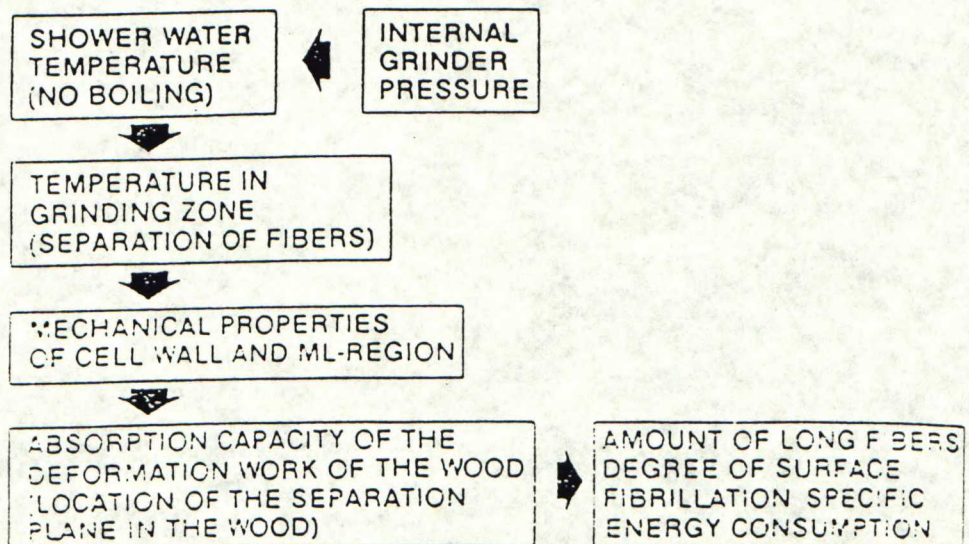 SHOWER WATER
TEMPERATURE
(NO BOILING)
INTERNAL
GRINDER
PRESSURE
TEMPERATURE IN
GRINDING ZONE
(SEPARATION OF FIBERS)
MECHANICAL PROPERTIES
OF CELL WALL AND ML-REGION
ABSORPTION CAPACITY OF THE
DEFORMATION WORK OF THE WOOD
(LOCATION OF THE SEPARATION
PLANE IN THE WOOD)
AMOUNT OF LONG FIBERS
DEGREE OF SURFACE
FIBRILLATION SPECIFIC
ENERGY CONSUMPTION